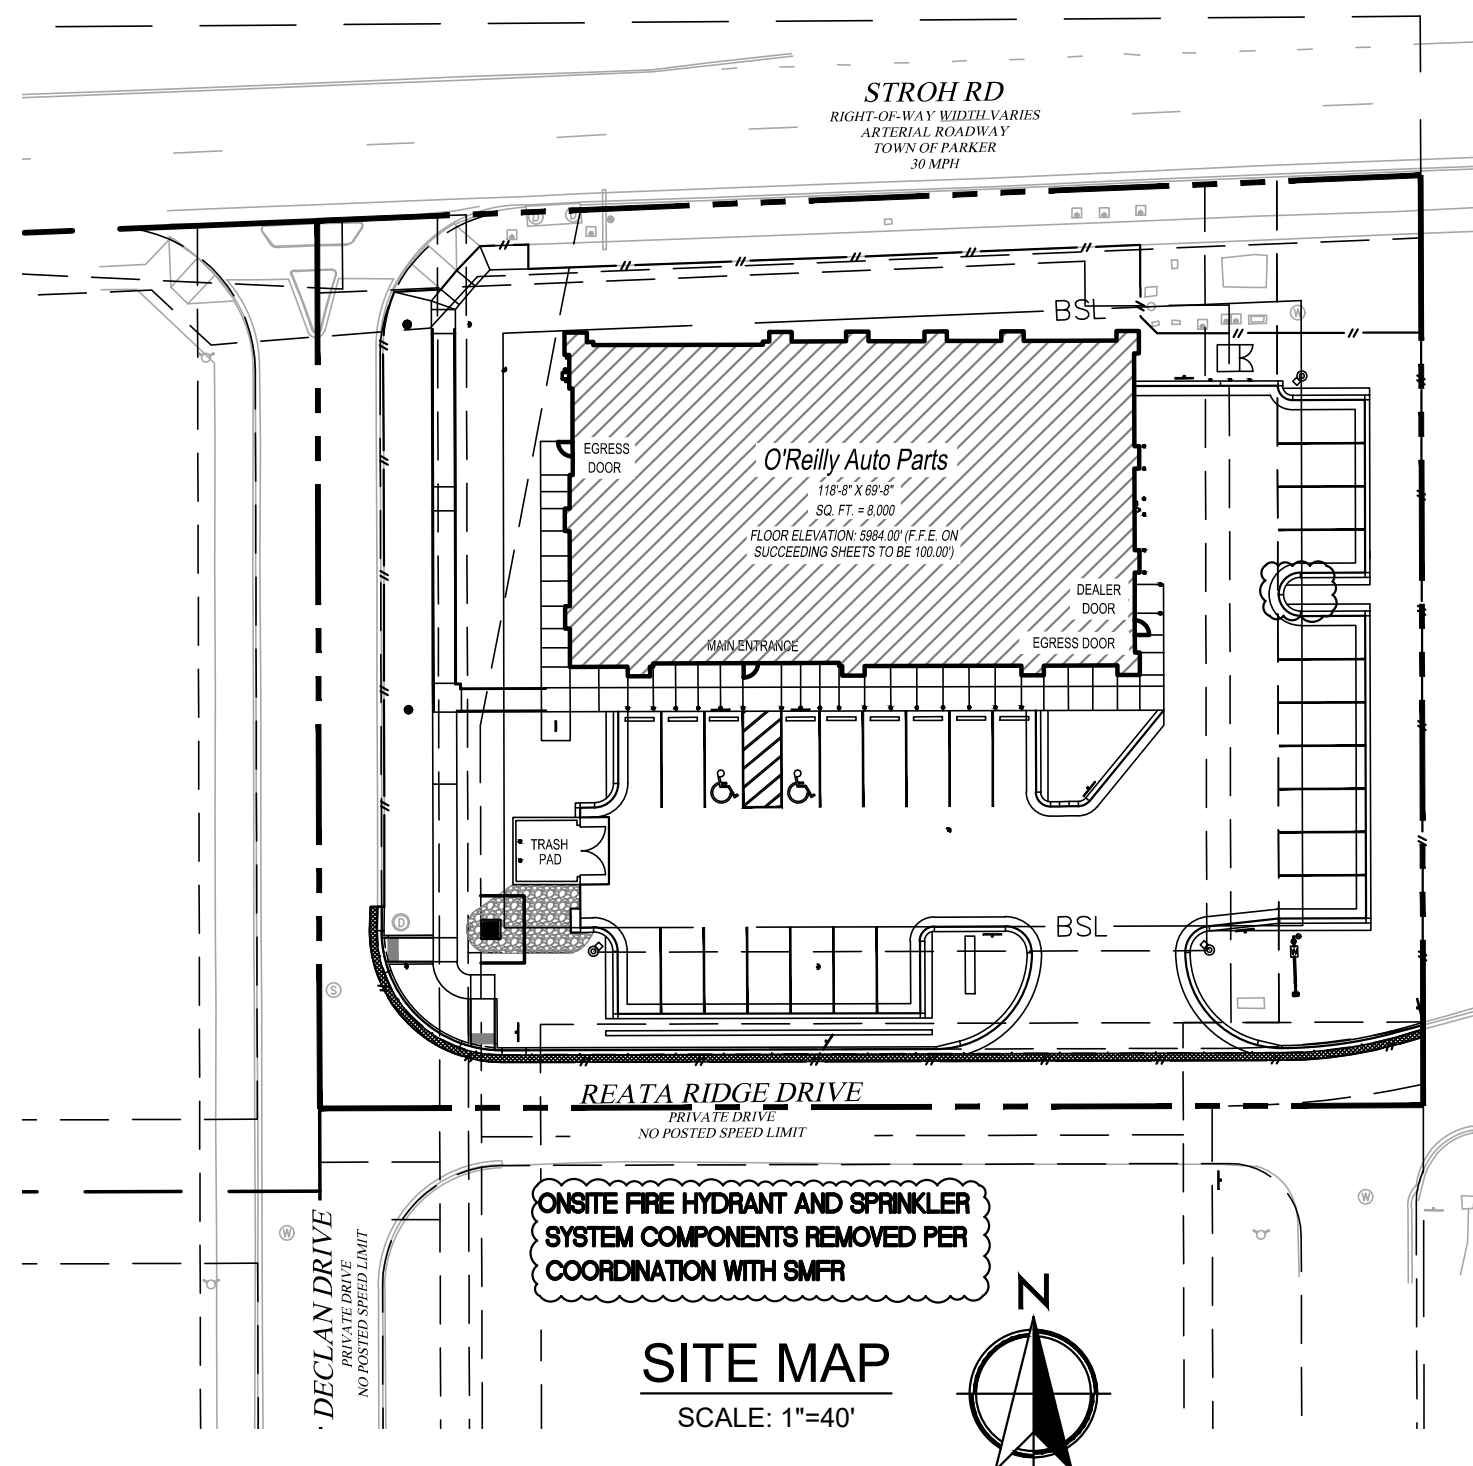 STROH RD
RIGHT-OF-WAY WIDTH VARIES
ARTERIAL ROADWAY
TOWN OF PARKER
30 MPH
D
D
BSL
W
EGRESS
DOOR
O'Reilly Auto Parts
118'-8" X 69'-8"
SQ. FT. = 8,000
FLOOR ELEVATION: 5984.00' (F.F.E. ON
SUCCEEDING SHEETS TO BE 100.00')
DEALER
DOOR
EGRESS DOOR
MAIN ENTRANCE
TRASH
PAD
D
BSL
S
REATA RIDGE DRIVE
PRIVATE DRIVE
NO POSTED SPEED LIMIT
W
W
DECLAN DRIVE
PRIVATE DRIVE
NO POSTED SPEED LIMIT
ONSITE FIRE HYDRANT AND SPRINKLER
SYSTEM COMPONENTS REMOVED PER
COORDINATION WITH SMFR
N
SITE MAP
SCALE: 1"=40'